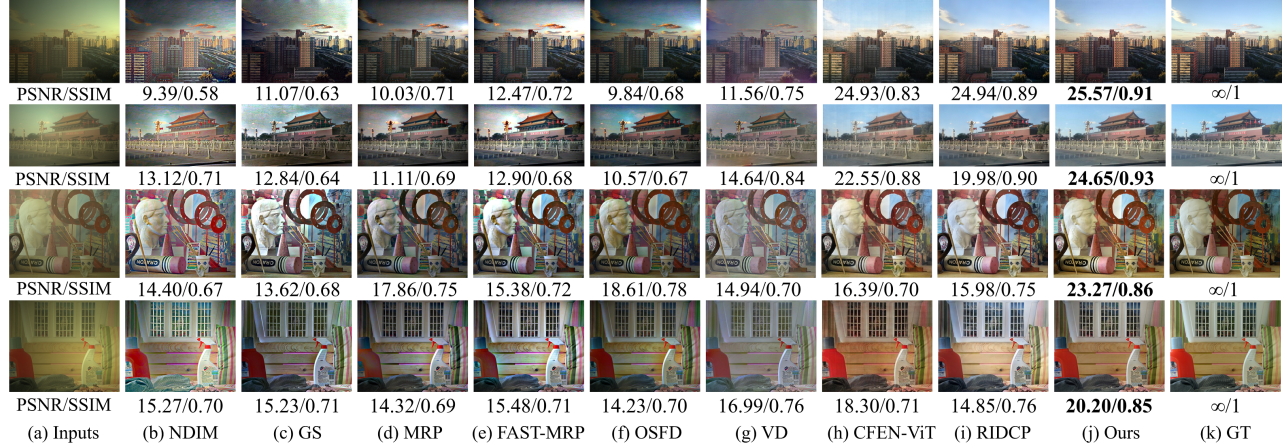 PSNR/SSIM 9.39/0.58 11.07/0.63 10.03/0.71 12.47/0.72 9.84/0.68 11.56/0.75 24.93/0.83 24.94/0.89 25.57/0.91 ∞/1
PSNR/SSIM 13.12/0.71 12.84/0.64 11.11/0.69 12.90/0.68 10.57/0.67 14.64/0.84 22.55/0.88 19.98/0.90 24.65/0.93 ∞/1
PSNR/SSIM 14.40/0.67 13.62/0.68 17.86/0.75 15.38/0.72 18.61/0.78 14.94/0.70 16.39/0.70 15.98/0.75 23.27/0.86 ∞/1
PSNR/SSIM 15.27/0.70 15.23/0.71 14.32/0.69 15.48/0.71 14.23/0.70 16.99/0.76 18.30/0.71 14.85/0.76 20.20/0.85 ∞/1
(a) Inputs (b) NDIM (c) GS (d) MRP (e) FAST-MRP (f) OSFD (g) VD (h) CFEN-ViT (i) RIDCP (j) Ours (k) GT